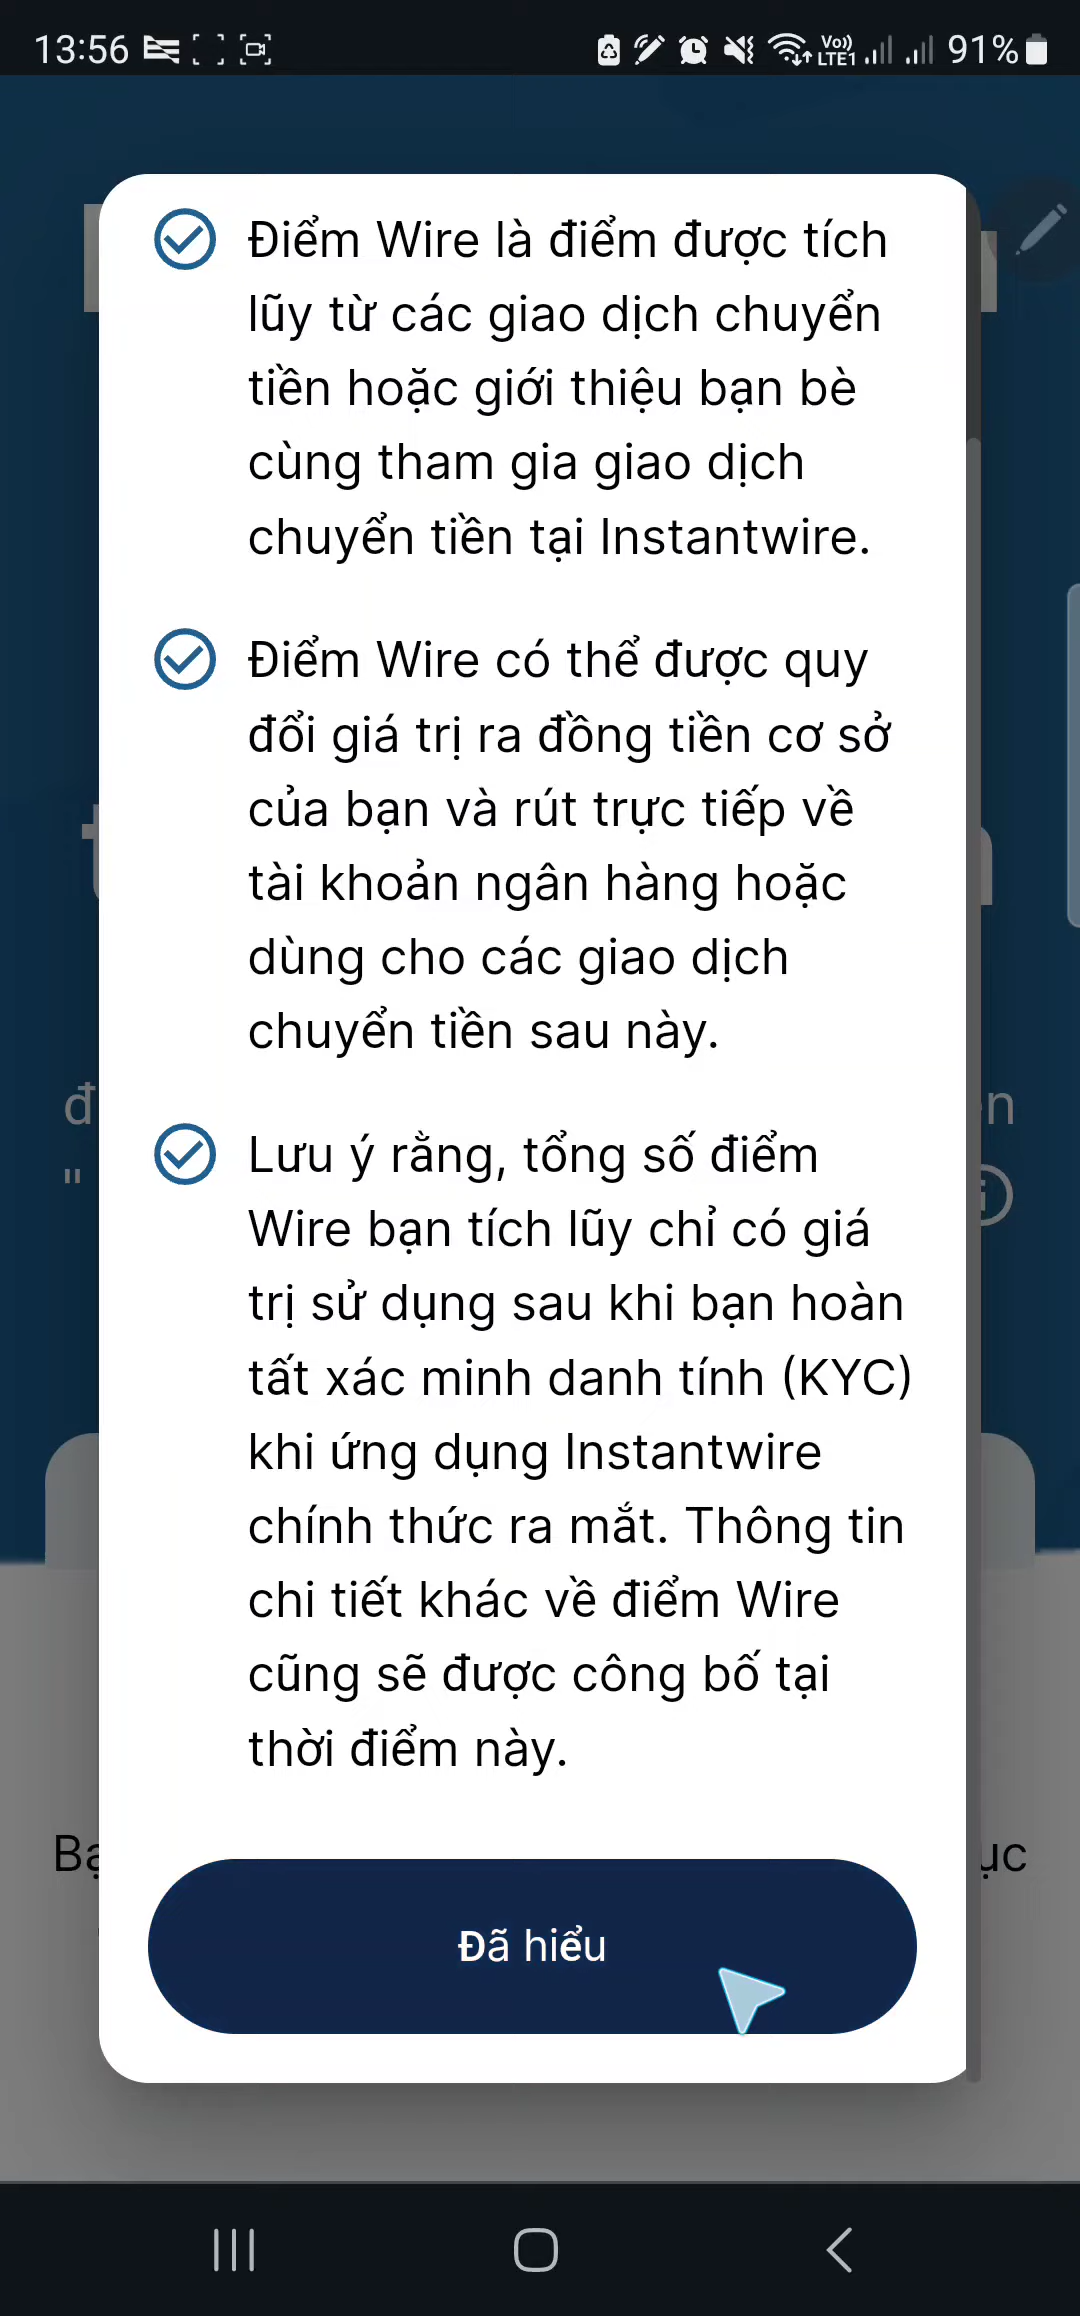 13:56
Vo))
LTE1
91%
Điểm Wire là điểm được tích
lũy từ các giao dịch chuyển
tiền hoặc giới thiệu bạn bè
cùng tham gia giao dịch
chuyển tiền tại Instantwire.
Điểm Wire có thể được quy
đổi giá trị ra đồng tiền cơ sở
của bạn và rút trực tiếp về
tài khoản ngân hàng hoặc
dùng cho các giao dịch
chuyển tiền sau này.
Lưu ý rằng, tổng số điểm
Wire bạn tích lũy chỉ có giá
trị sử dụng sau khi bạn hoàn
tất xác minh danh tính (KYC)
khi ứng dụng Instantwire
chính thức ra mắt. Thông tin
chi tiết khác về điểm Wire
cũng sẽ được công bố tại
thời điểm này.
Đã hiểu